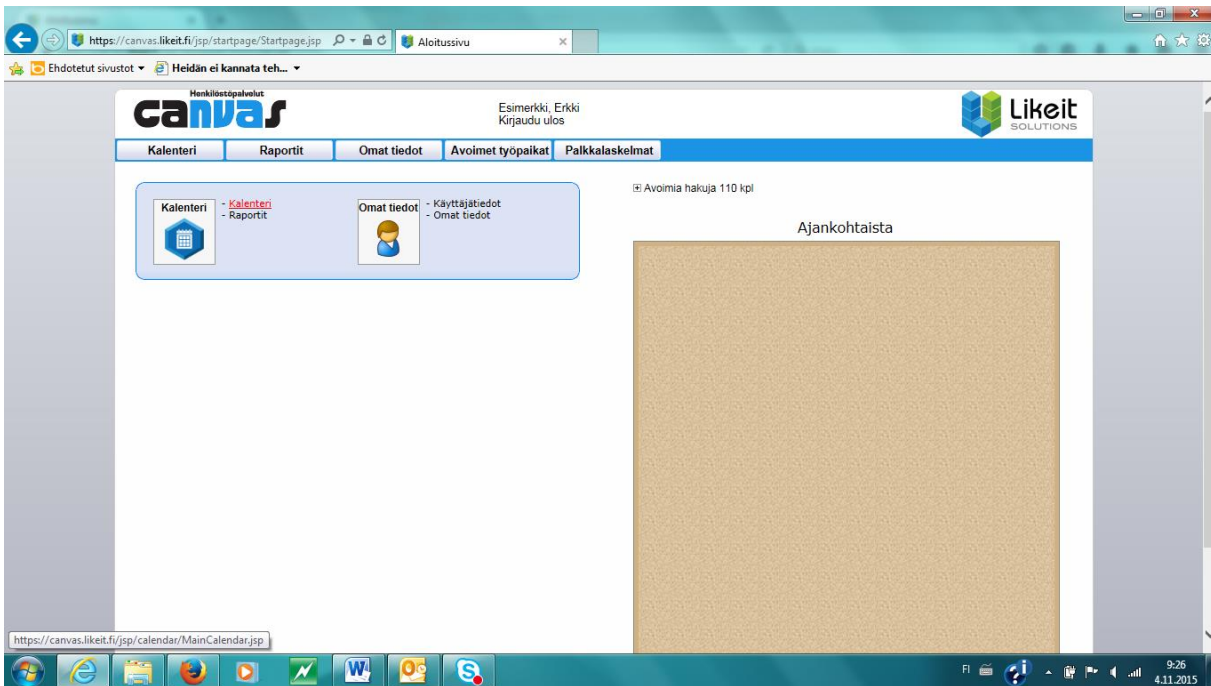 https://canvas.likeit.fi/jsp/startpage/Startpage.jsp
Aloitussivu
Ehdotetut sivustot
Heidän ei kannata teh...
Henkilöstöpalvelut
canvas
Esimerkki, Erkki
Kirjaudu ulos
Likeit
SOLUTIONS
Kalenteri Raportit Omat tiedot Avoimet työpaikat Palkkalaskelmat
Kalenteri
- Kalenteri
- Raportit
Omat tiedot
- Käyttäjätiedot
- Omat tiedot
Avoimia hakuja 110 kpl
Ajankohtaista
https://canvas.likeit.fi/jsp/calendar/MainCalendar.jsp
FI
9:26
4.11.2015